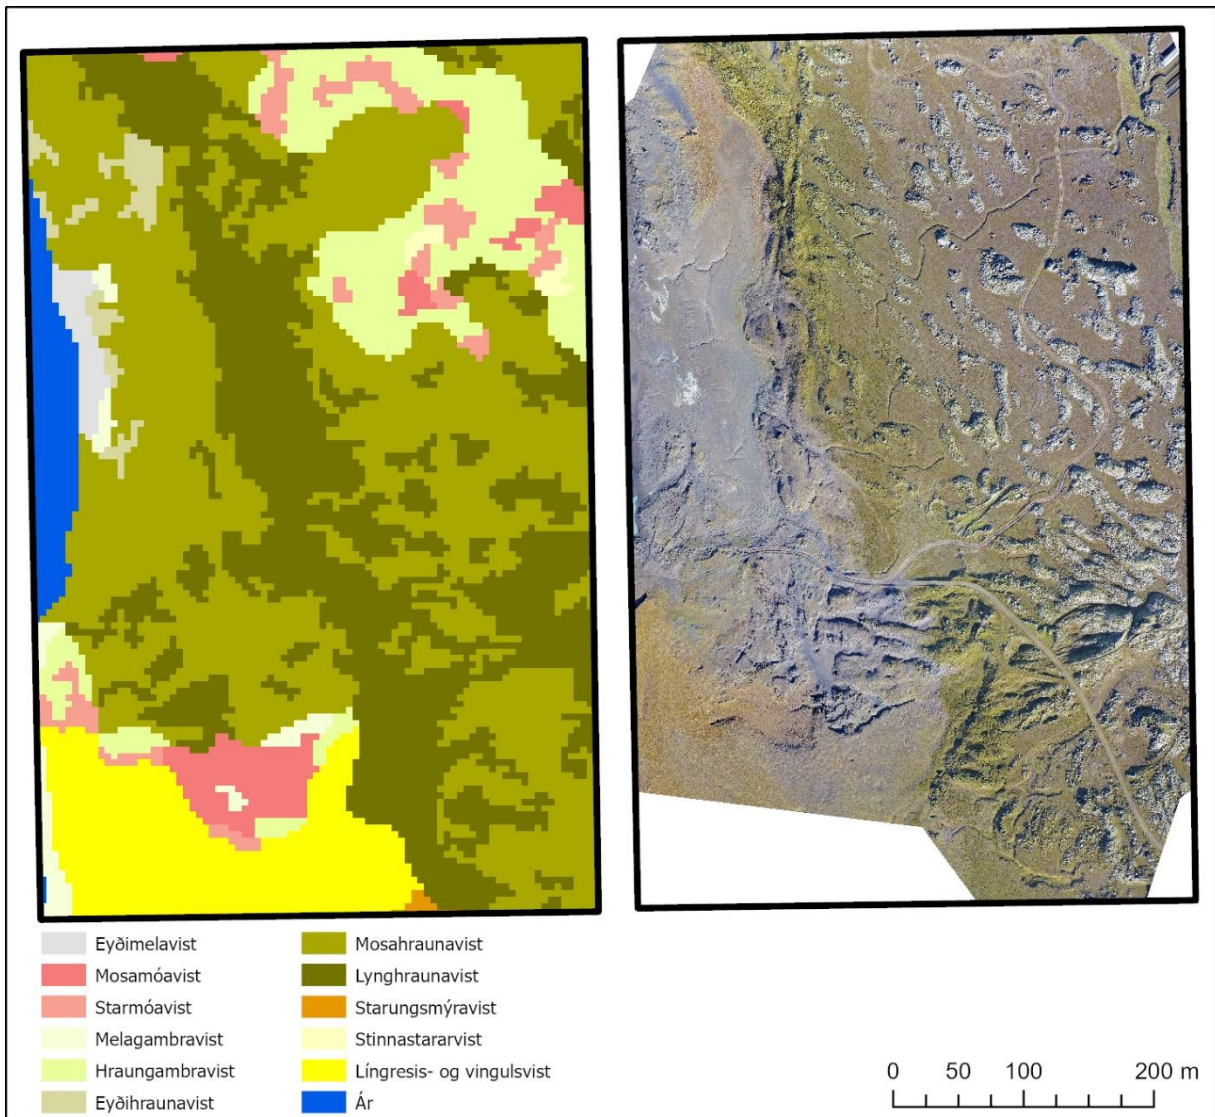 Eyðimelavist
Mosamóavist
Starmóavist
Melagambravist
Hraungambravist
Eyðihraunavist
Mosahraunavist
Lynghraunavist
Starungsmýravist
Stinnastararvist
Língresis- og vingulsvist
Ár
0 50 100 200 m